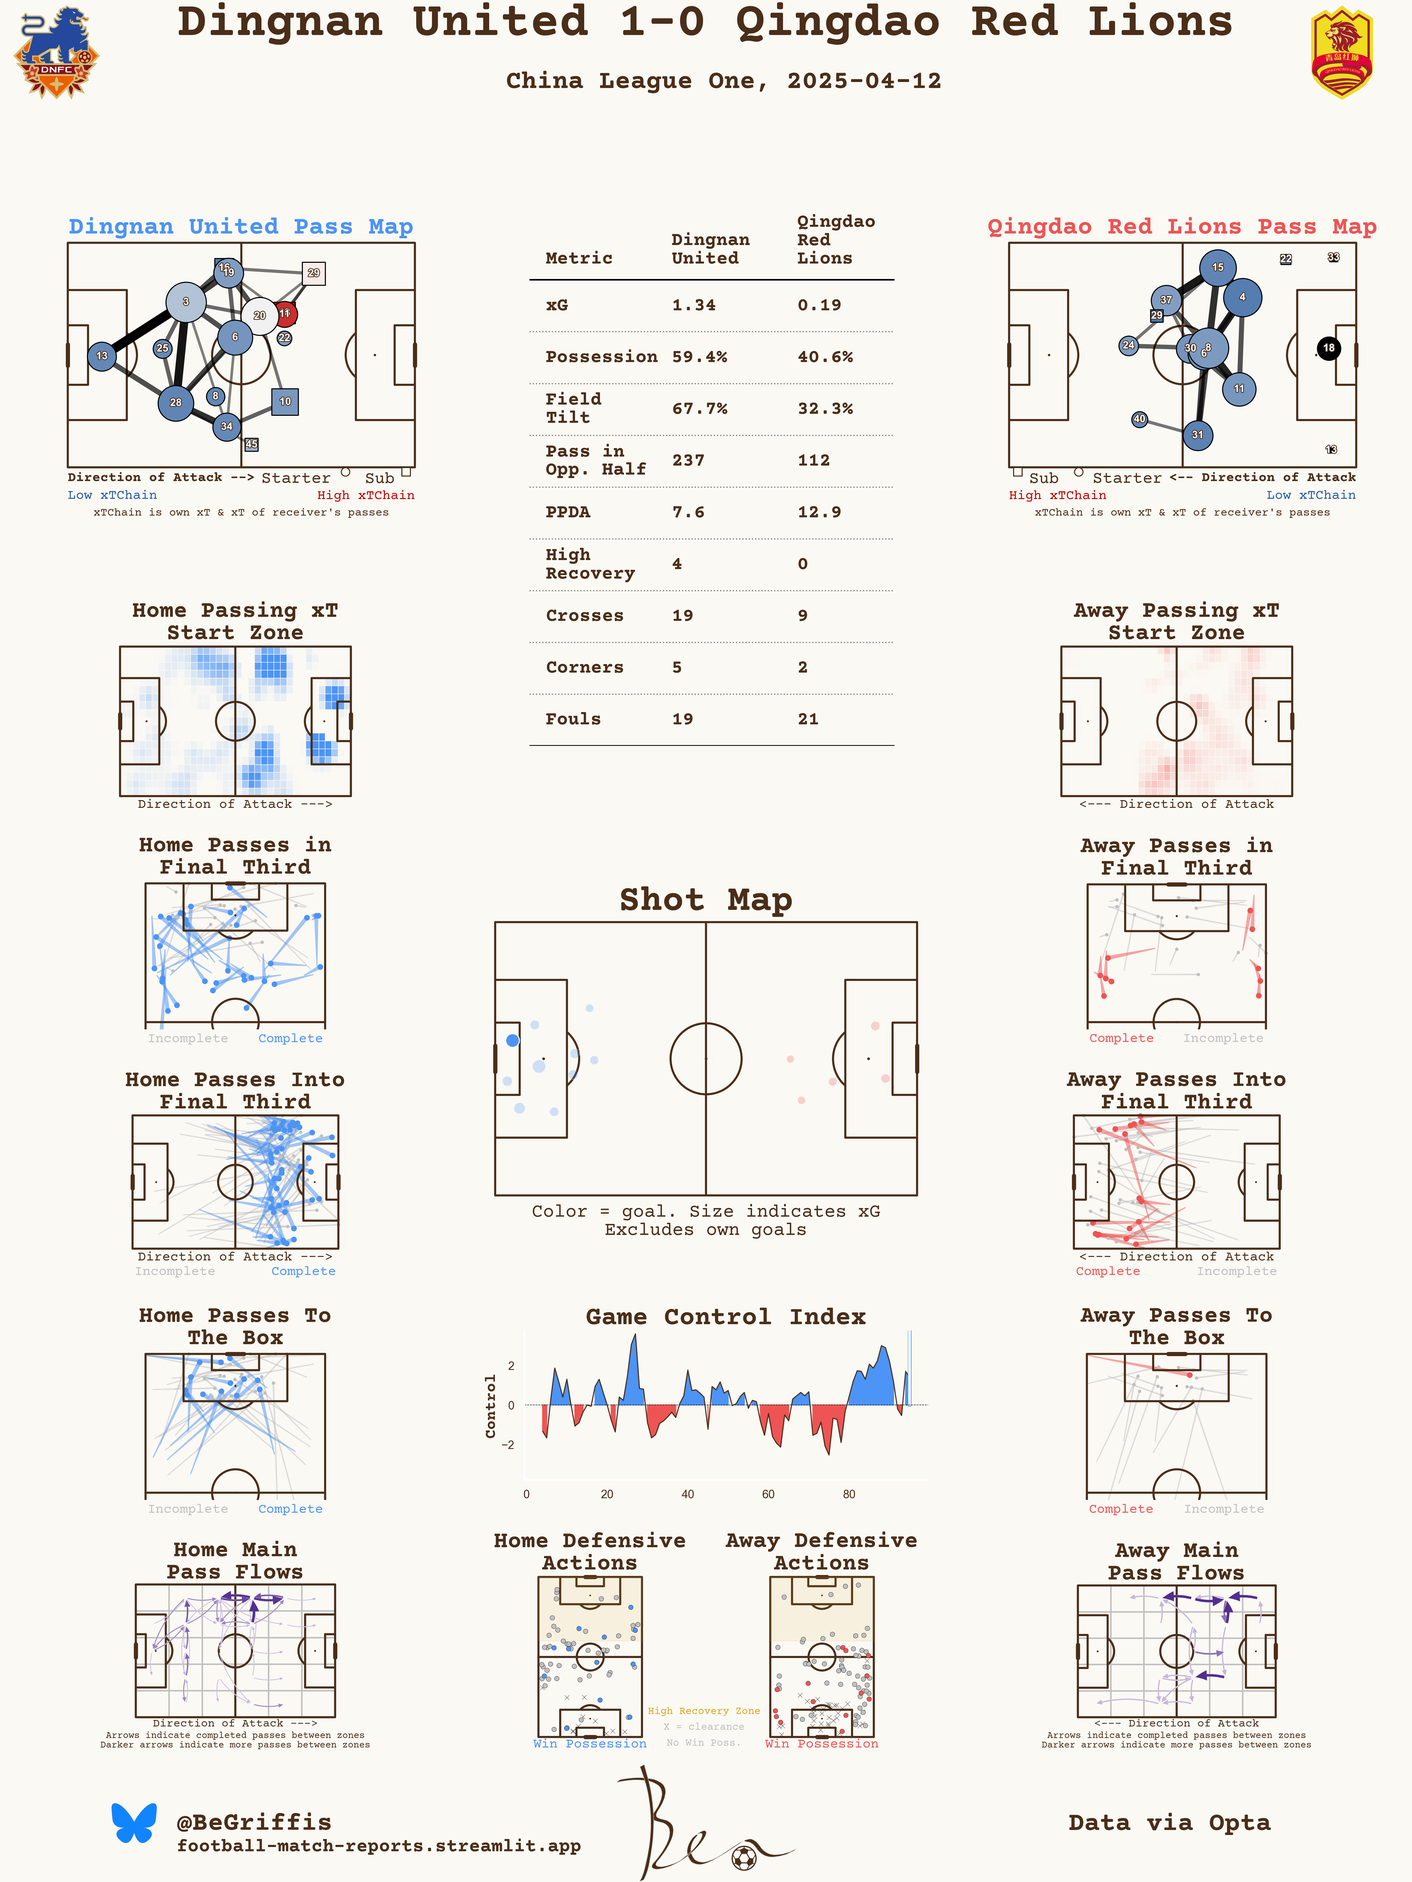 Dingnan United 1-0 Qingdao Red Lions
China League One, 2025-04-12
DNFC
青岛红狮
Dingnan United Pass Map
16
19
29
3
20
11
6
22
13
25
28
8
10
34
45
Direction of Attack --> Starter Sub
Low xTChain High xTChain
xTChain is own xT & xT of receiver's passes
Metric Dingnan United Qingdao Red Lions
xG 1.34 0.19
Possession 59.4% 40.6%
Field Tilt 67.7% 32.3%
Pass in Opp. Half 237 112
PPDA 7.6 12.9
High Recovery 4 0
Crosses 19 9
Corners 5 2
Fouls 19 21
Qingdao Red Lions Pass Map
22
33
15
37
4
29
24
30
8
6
18
11
40
31
13
Sub Starter <-- Direction of Attack
High xTChain Low xTChain
xTChain is own xT & xT of receiver's passes
Home Passing xT
Start Zone
Direction of Attack --->
Away Passing xT
Start Zone
<--- Direction of Attack
Home Passes in
Final Third
Incomplete Complete
Away Passes in
Final Third
Complete Incomplete
Shot Map
Color = goal. Size indicates xG
Excludes own goals
Home Passes Into
Final Third
Direction of Attack --->
Incomplete Complete
Away Passes Into
Final Third
<--- Direction of Attack
Complete Incomplete
Home Passes To
The Box
Incomplete Complete
Game Control Index
Control
2
0
−2
0 20 40 60 80
Away Passes To
The Box
Complete Incomplete
Home Main
Pass Flows
Direction of Attack --->
Arrows indicate completed passes between zones
Darker arrows indicate more passes between zones
Home Defensive
Actions
Win Possession
High Recovery Zone
X = clearance
No Win Poss.
Away Defensive
Actions
Win Possession
Away Main
Pass Flows
<--- Direction of Attack
Arrows indicate completed passes between zones
Darker arrows indicate more passes between zones
@BeGriffis
football-match-reports.streamlit.app
Ben
Data via Opta